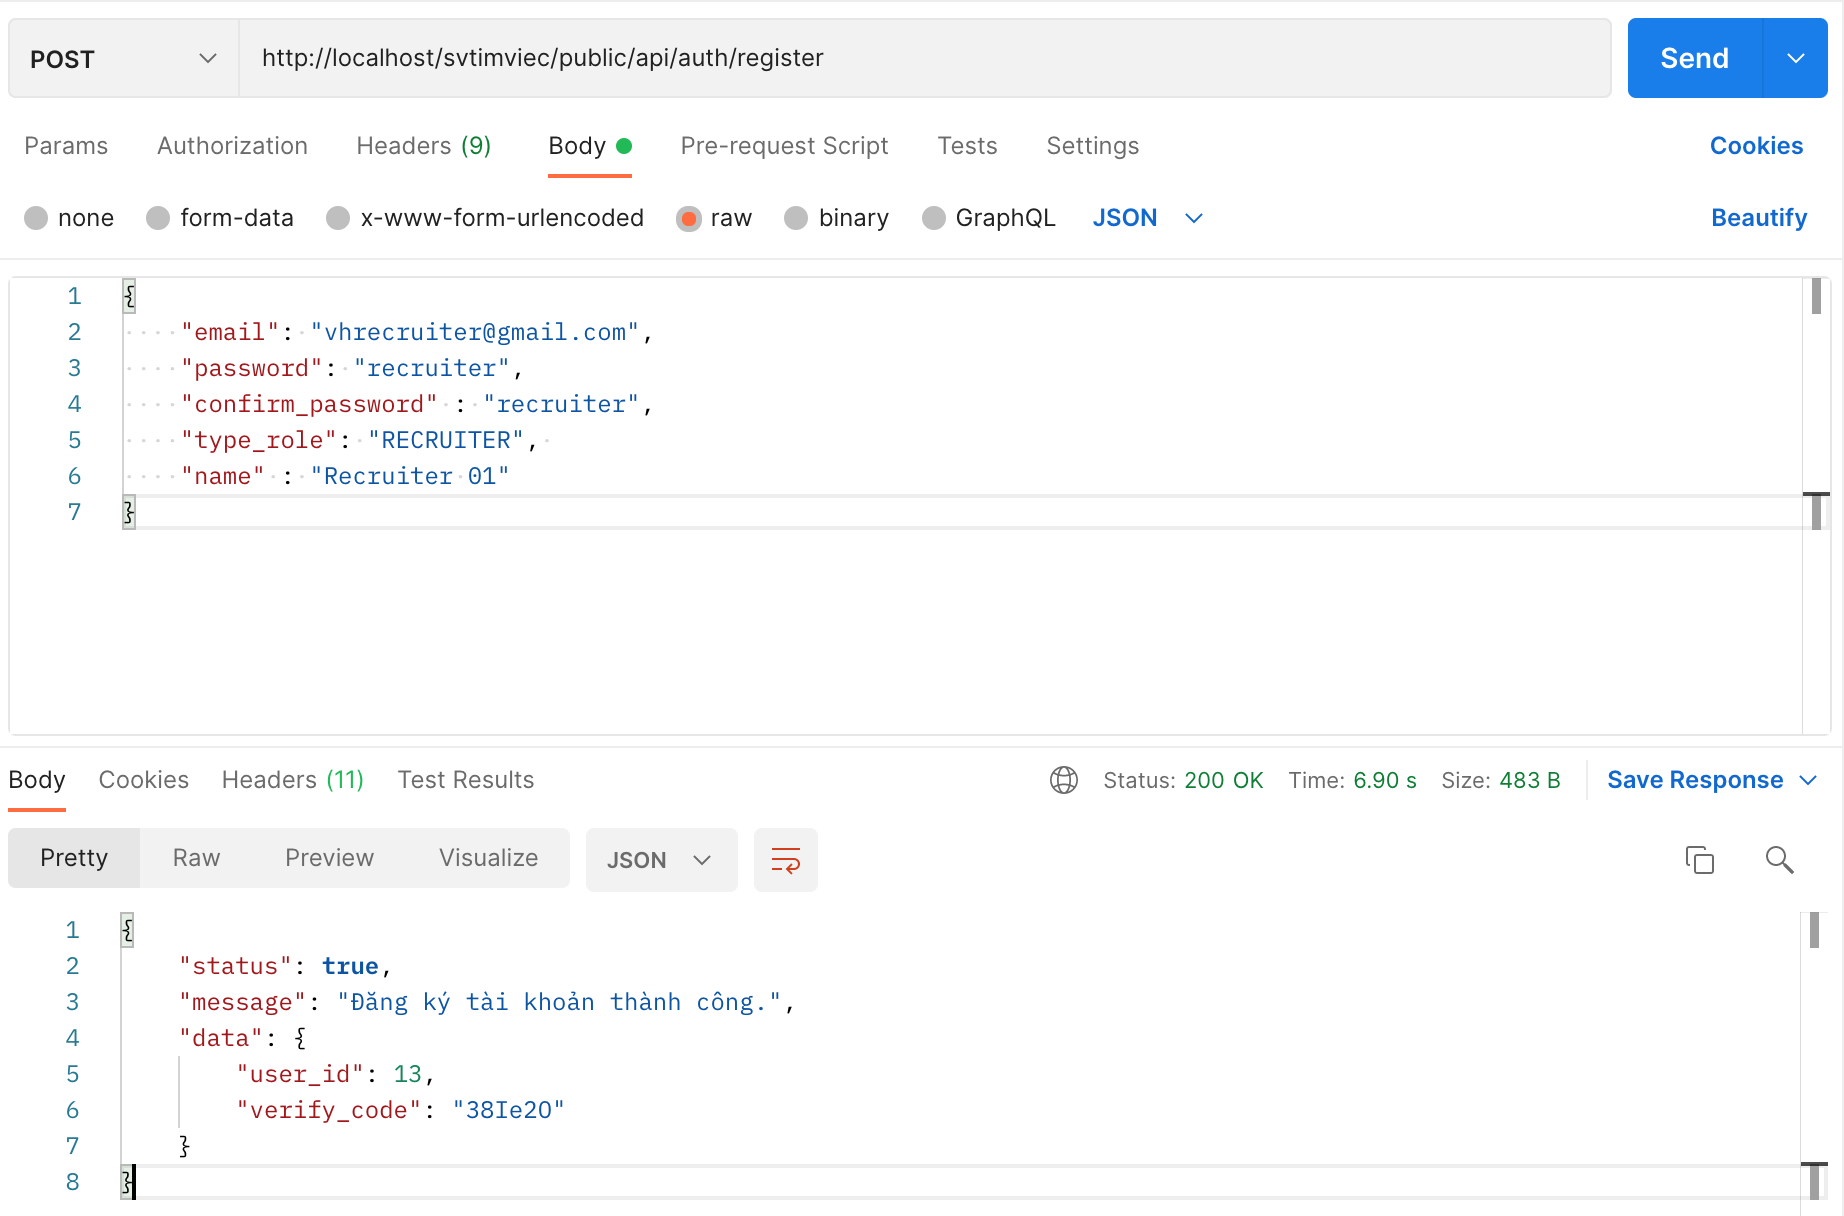 POST http://localhost/svtimviec/public/api/auth/register Send
Params Authorization Headers (9) Body Pre-request Script Tests Settings Cookies
none form-data x-www-form-urlencoded raw binary GraphQL JSON Beautify
1 {
2 "email": "vhrecruiter@gmail.com",
3 "password": "recruiter",
4 "confirm_password" : "recruiter",
5 "type_role": "RECRUITER",
6 "name" : "Recruiter 01"
7 }
Body Cookies Headers (11) Test Results Status: 200 OK Time: 6.90 s Size: 483 B Save Response
Pretty Raw Preview Visualize JSON
1 {
2 "status": true,
3 "message": "Đăng ký tài khoản thành công.",
4 "data": {
5 "user_id": 13,
6 "verify_code": "38Ie2O"
7 }
8 }